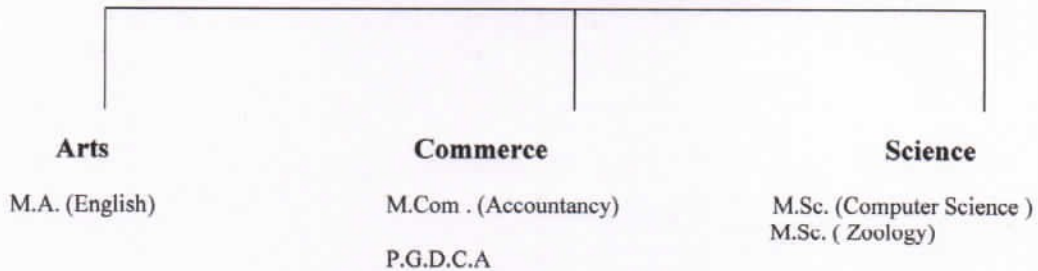 Arts
Commerce
Science
M.A. (English)
M.Com . (Accountancy)
P.G.D.C.A
M.Sc. (Computer Science )
M.Sc. ( Zoology)